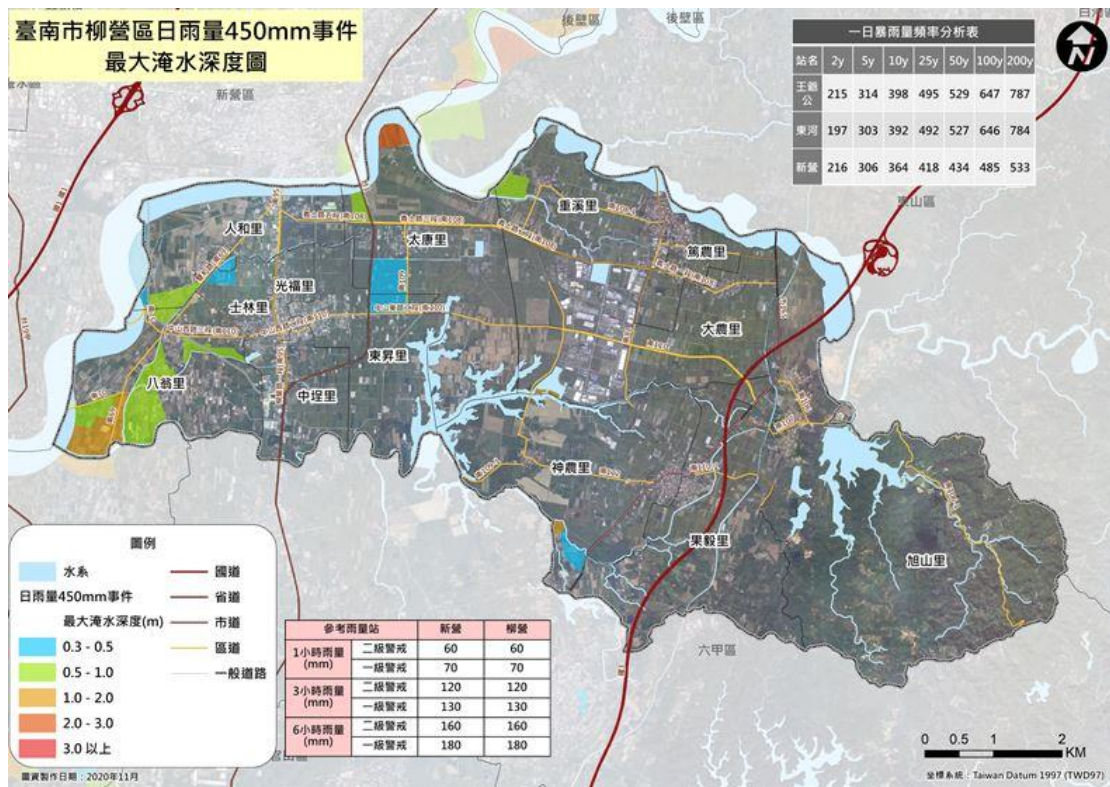 臺南市柳營區日雨量450mm事件
最大淹水深度圖
後壁區
後壁區
新營區
一日暴雨量頻率分析表
站名 2y 5y 10y 25y 50y 100y 200y
王爺公 215 314 398 495 529 647 787
東河 197 303 392 492 527 646 784
新營 216 306 364 418 434 485 533
N
東山區
重溪里
人和里
太康里
篤農里
光福里
士林里
大農里
東昇里
八翁里
中埕里
神農里
果毅里
旭山里
六甲區
圖例
水系
國道
日雨量450mm事件
省道
最大淹水深度(m)
市道
0.3 - 0.5
區道
0.5 - 1.0
一般道路
1.0 - 2.0
2.0 - 3.0
3.0 以上
圖資製作日期：2020年11月
參考雨量站 新營 柳營
1小時雨量(mm) 二級警戒 60 60
一級警戒 70 70
3小時雨量(mm) 二級警戒 120 120
一級警戒 130 130
6小時雨量(mm) 二級警戒 160 160
一級警戒 180 180
0 0.5 1 2
KM
坐標系統：Taiwan Datum 1997 (TWD97)